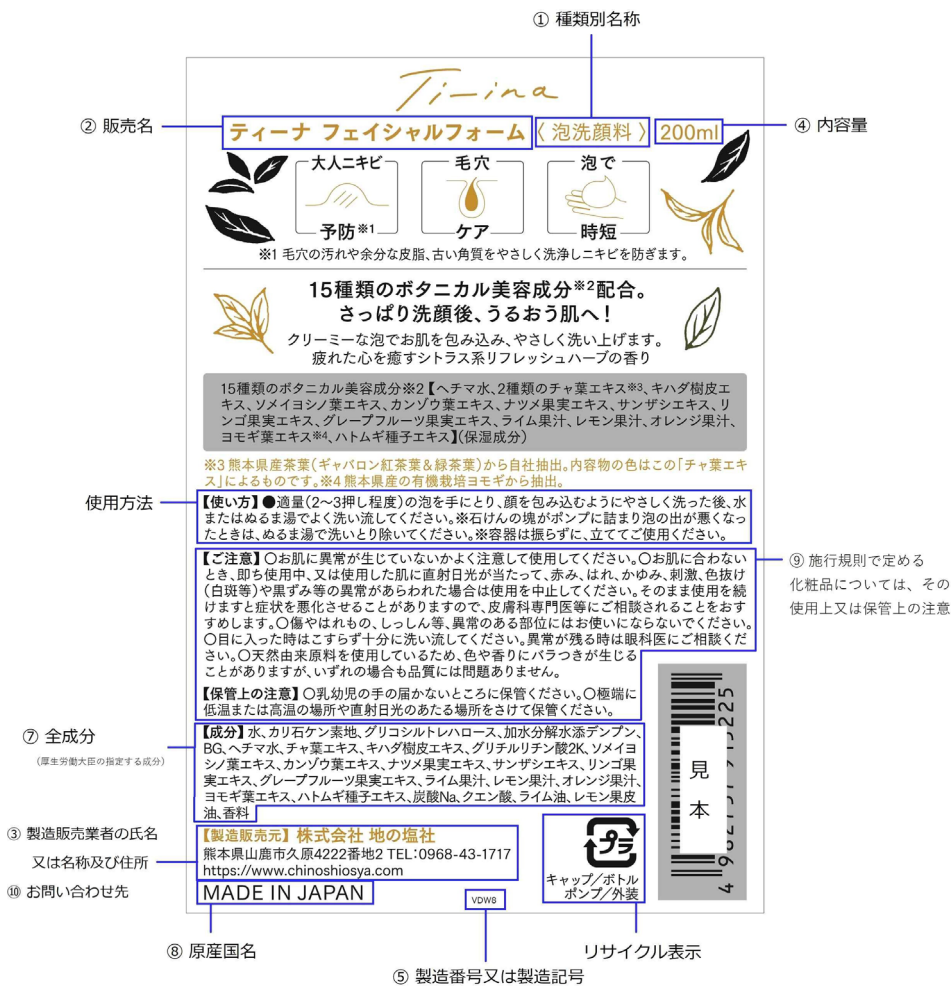 ① 種類別名称
Ti-ina
② 販売名
ティーナ フェイシャルフォーム〈 泡洗顔料 〉200ml
④ 内容量
大人ニキビ
予防※1
毛穴
ケア
泡で
時短
※1 毛穴の汚れや余分な皮脂、古い角質をやさしく洗浄しニキビを防ぎます。
15種類のボタニカル美容成分※2配合。
さっぱり洗顔後、うるおう肌へ！
クリーミーな泡でお肌を包み込み、やさしく洗い上げます。
疲れた心を癒すシトラス系リフレッシュハーブの香り
15種類のボタニカル美容成分※2【ヘチマ水、2種類のチャ葉エキス※3、キハダ樹皮エ
キス、ソメイヨシノ葉エキス、カンゾウ葉エキス、ナツメ果実エキス、サンザシエキス、リ
ンゴ果実エキス、グレープフルーツ果実エキス、ライム果汁、レモン果汁、オレンジ果汁、
ヨモギ葉エキス※4、ハトムギ種子エキス】(保湿成分)
※3 熊本県産茶葉（ギャバロン紅茶葉＆緑茶葉）から自社抽出。内容物の色はこの「チャ葉エキ
ス」によるものです。※4 熊本県産の有機栽培ヨモギから抽出。
使用方法
【使い方】●適量（2〜3押し程度）の泡を手にとり、顔を包み込むようにやさしく洗った後、水
またはぬるま湯でよく洗い流してください。※石けんの塊がポンプに詰まり泡の出が悪くなっ
たときは、ぬるま湯で洗いとり除いてください。※容器は振らずに、立ててご使用ください。
【ご注意】〇お肌に異常が生じていないかよく注意して使用してください。〇お肌に合わない
とき、即ち使用中、又は使用した肌に直射日光が当たって、赤み、はれ、かゆみ、刺激、色抜け
(白斑等)や黒ずみ等の異常があらわれた場合は使用を中止してください。そのまま使用を続
けますと症状を悪化させることがありますので、皮膚科専門医等にご相談されることをおす
すめします。〇傷やはれもの、しっしん等、異常のある部位にはお使いにならないでください。
〇目に入った時はこすらず十分に洗い流してください。異常が残る時は眼科医にご相談くだ
さい。〇天然由来原料を使用しているため、色や香りにバラつきが生じる
ことがありますが、いずれの場合も品質には問題ありません。
【保管上の注意】〇乳幼児の手の届かないところに保管ください。〇極端に
低温または高温の場所や直射日光のあたる場所をさけて保管ください。
⑨ 施行規則で定める
化粧品については、その
使用上又は保管上の注意
⑦ 全成分
（厚生労働大臣の指定する成分）
【成分】水、カリ石ケン素地、グリコシルトレハロース、加水分解水添デンプン、
BG、ヘチマ水、チャ葉エキス、キハダ樹皮エキス、グリチルリチン酸2K、ソメイヨ
シノ葉エキス、カンゾウ葉エキス、ナツメ果実エキス、サンザシエキス、リンゴ果
実エキス、グレープフルーツ果実エキス、ライム果汁、レモン果汁、オレンジ果汁、
ヨモギ葉エキス、ハトムギ種子エキス、炭酸Na、クエン酸、ライム油、レモン果皮
油、香料
見本
③ 製造販売業者の氏名
又は名称及び住所
⑩ お問い合わせ先
【製造販売元】株式会社 地の塩社
熊本県山鹿市久原4222番地2 TEL：0968-43-1717
https://www.chinoshiosya.com
MADE IN JAPAN
プラ
キャップ／ボトル
ポンプ／外装
VDW8
⑧ 原産国名
リサイクル表示
⑤ 製造番号又は製造記号